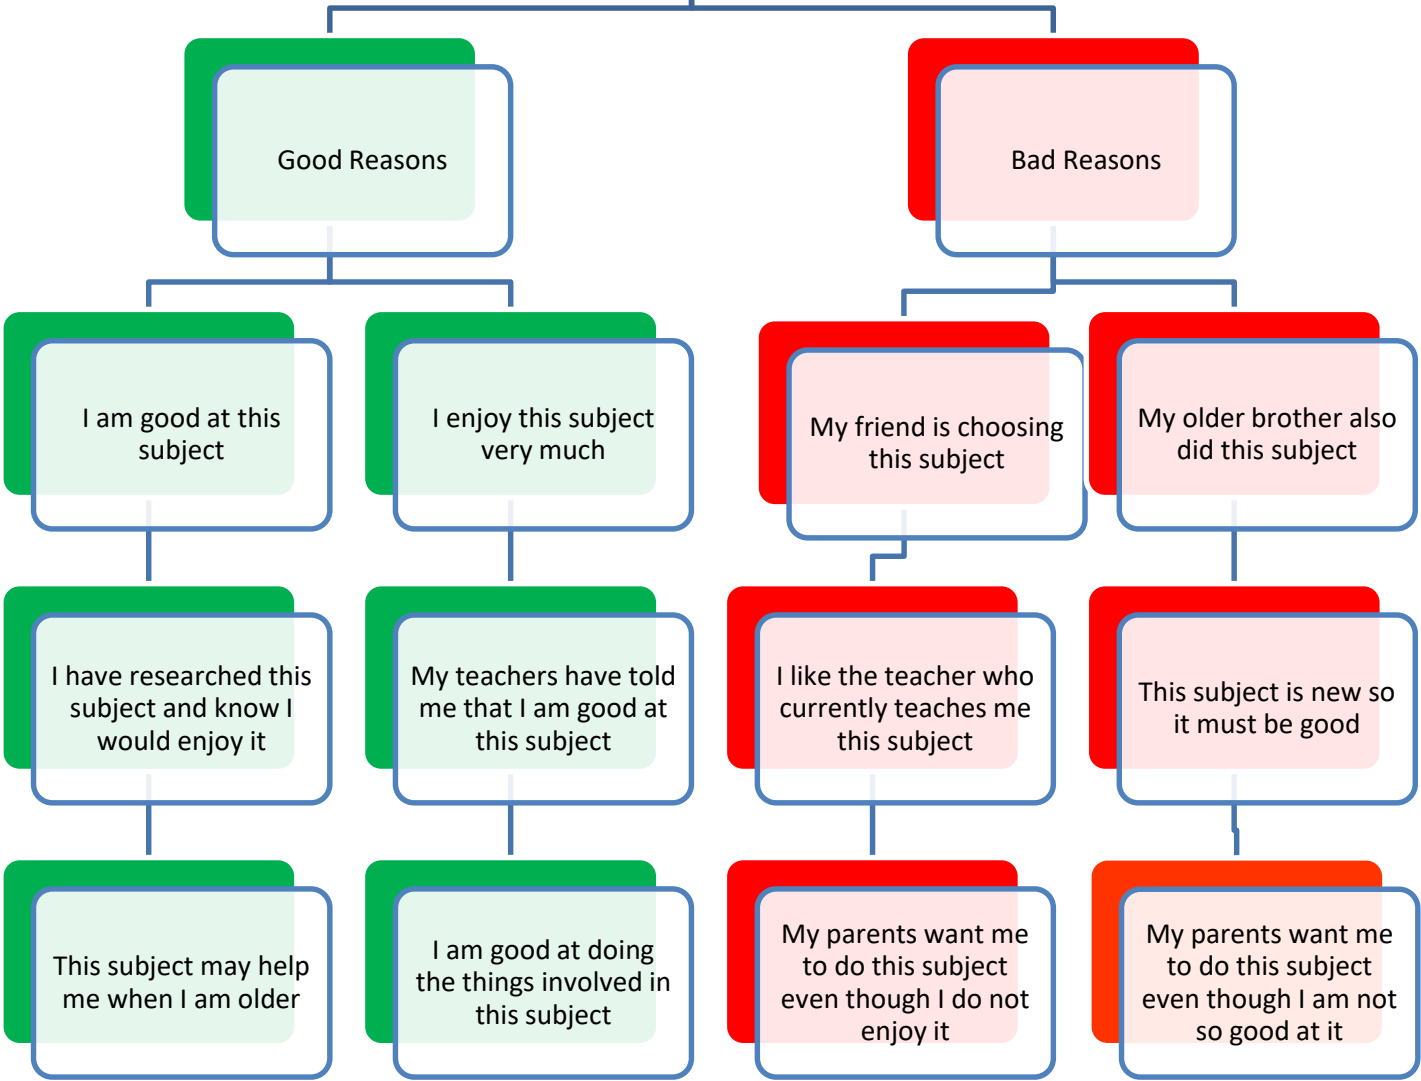 Good Reasons
Bad Reasons
I am good at this
subject
I enjoy this subject
very much
My friend is choosing
this subject
My older brother also
did this subject
I have researched this
subject and know I
would enjoy it
My teachers have told
me that I am good at
this subject
I like the teacher who
currently teaches me
this subject
This subject is new so
it must be good
This subject may help
me when I am older
I am good at doing
the things involved in
this subject
My parents want me
to do this subject
even though I do not
enjoy it
My parents want me
to do this subject
even though I am not
so good at it